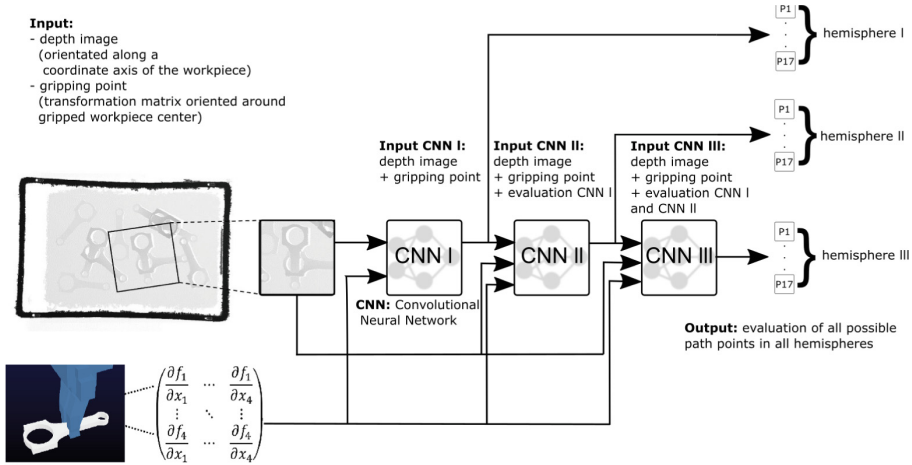 Input:
- depth image
(orientated along a
coordinate axis of the workpiece)
- gripping point
(transformation matrix oriented around
gripped workpiece center)
P1
.
.
.
P17
hemisphere I
P1
.
.
.
P17
hemisphere II
Input CNN I:
depth image
+ gripping point
Input CNN II:
depth image
+ gripping point
+ evaluation CNN I
Input CNN III:
depth image
+ gripping point
+ evaluation CNN I
and CNN II
CNN I
CNN II
CNN III
P1
.
.
.
P17
hemisphere III
CNN: Convolutional
Neural Network
Output: evaluation of all possible
path points in all hemispheres
∂f₁/∂x₁ ⋯ ∂f₁/∂x₄
⋮ ⋱ ⋮
∂f₄/∂x₁ ⋯ ∂f₄/∂x₄